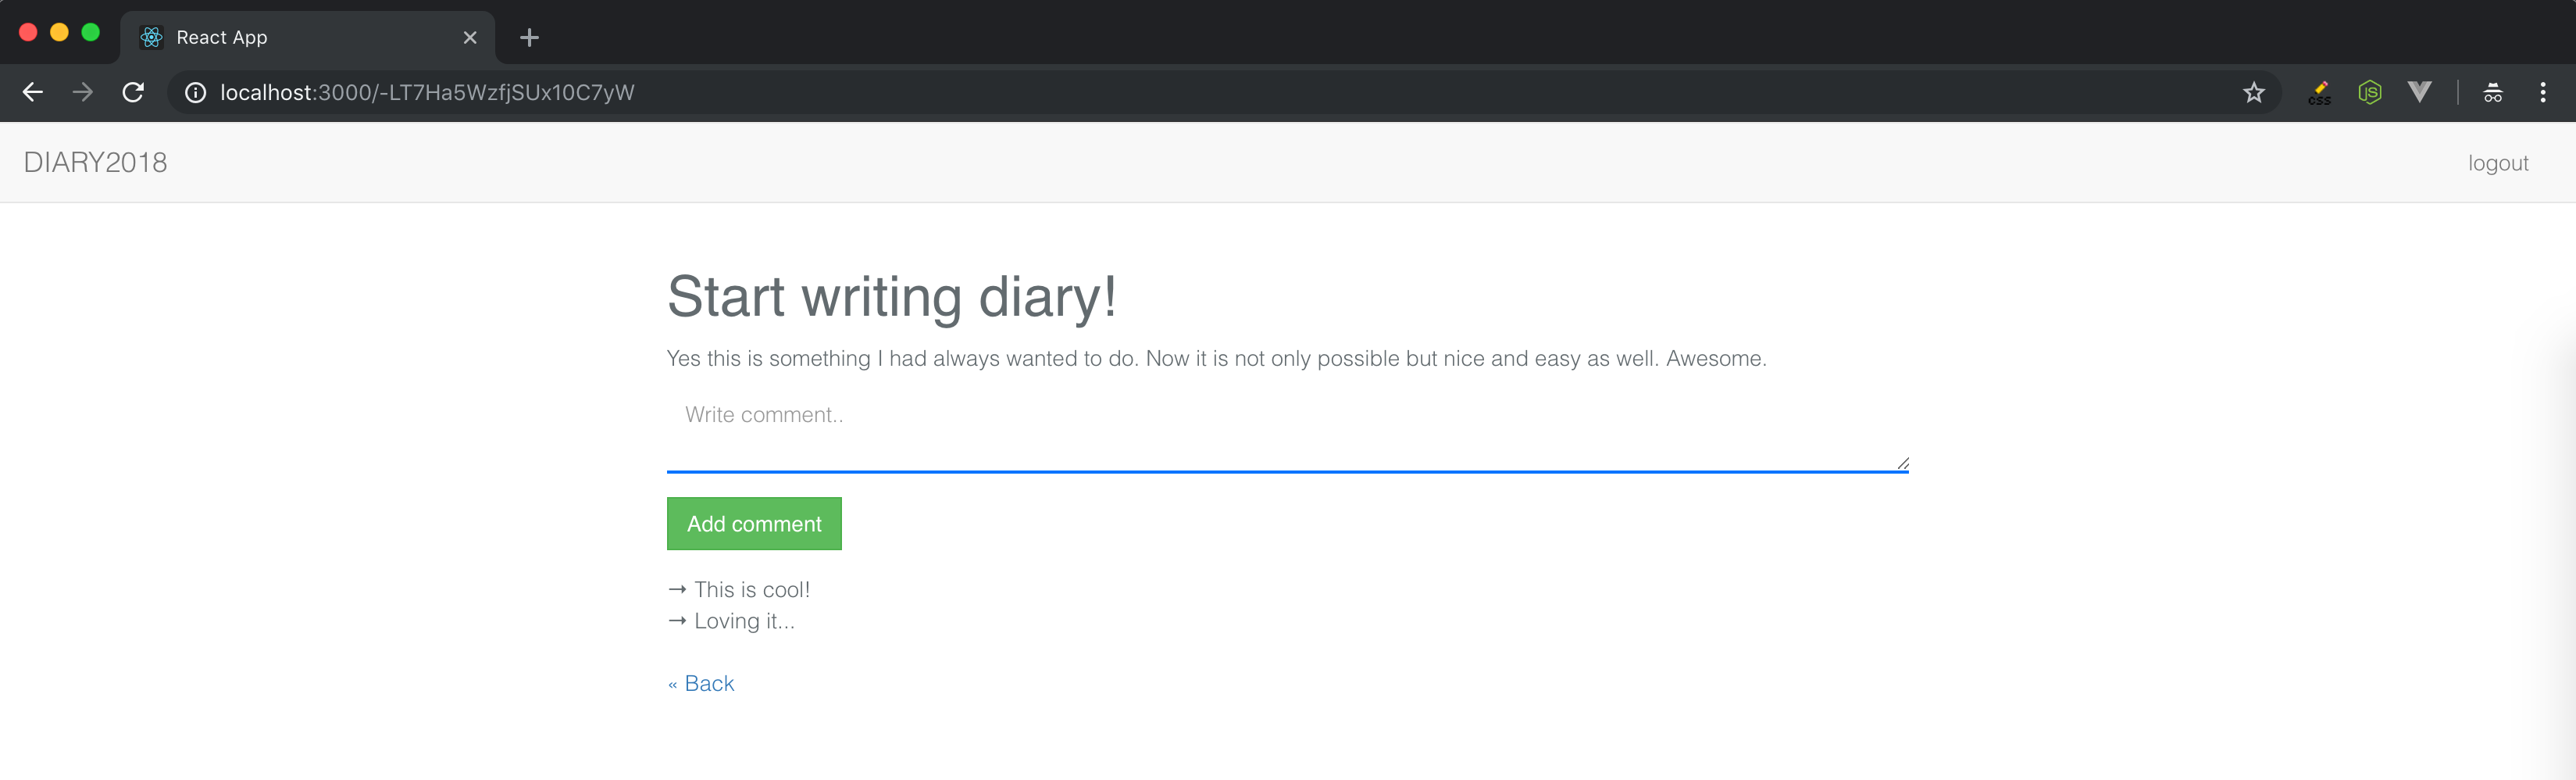 React App
localhost:3000/-LT7Ha5WzfjSUx10C7yW
css
JS
DIARY2018
logout
Start writing diary!
Yes this is something I had always wanted to do. Now it is not only possible but nice and easy as well. Awesome.
Write comment..
Add comment
→ This is cool!
→ Loving it...
« Back